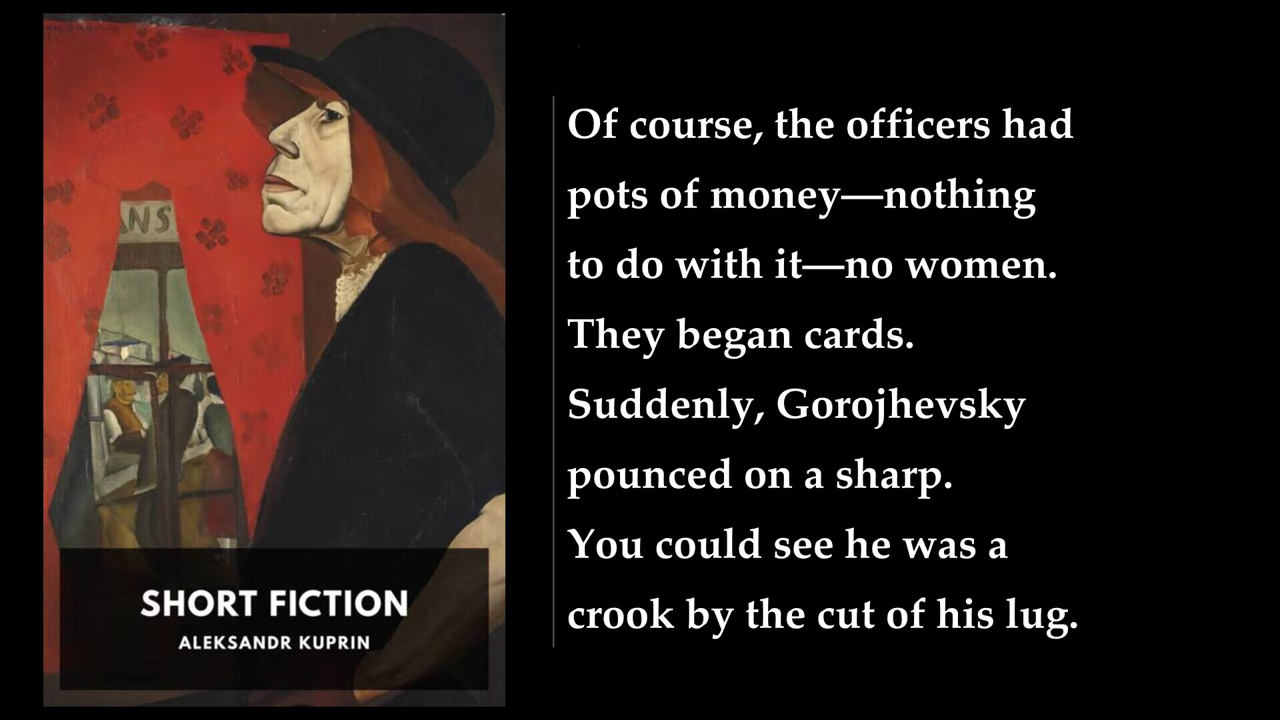 ANS
SHORT FICTION
ALEKSANDR KUPRIN
Of course, the officers had
pots of money—nothing
to do with it—no women.
They began cards.
Suddenly, Gorojhevsky
pounced on a sharp.
You could see he was a
crook by the cut of his lug.